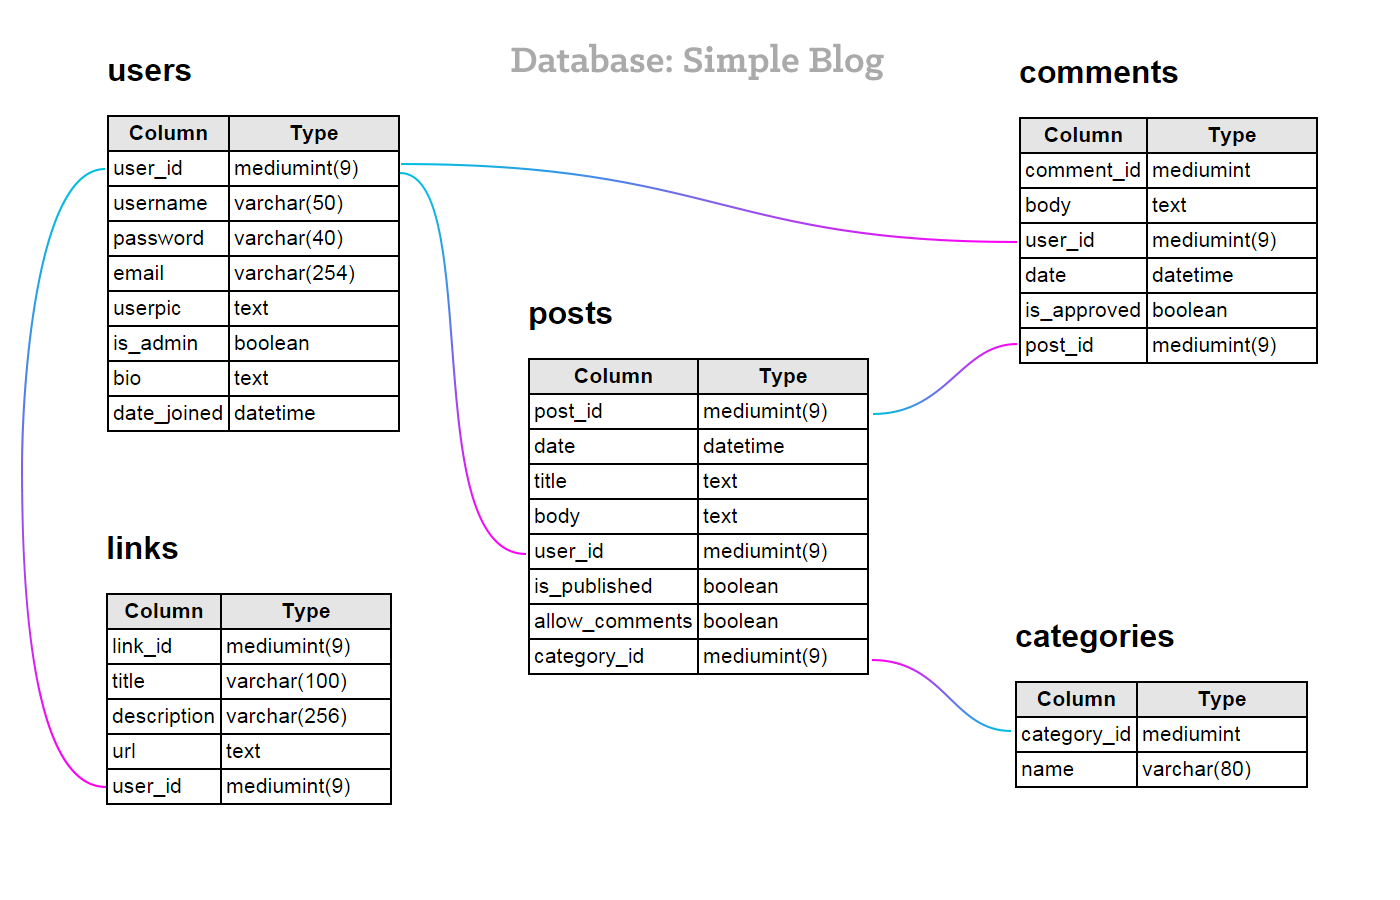 Database: Simple Blog
users
Column Type
user_id mediumint(9)
username varchar(50)
password varchar(40)
email varchar(254)
userpic text
is_admin boolean
bio text
date_joined datetime
links
Column Type
link_id mediumint(9)
title varchar(100)
description varchar(256)
url text
user_id mediumint(9)
posts
Column Type
post_id mediumint(9)
date datetime
title text
body text
user_id mediumint(9)
is_published boolean
allow_comments boolean
category_id mediumint(9)
comments
Column Type
comment_id mediumint
body text
user_id mediumint(9)
date datetime
is_approved boolean
post_id mediumint(9)
categories
Column Type
category_id mediumint
name varchar(80)